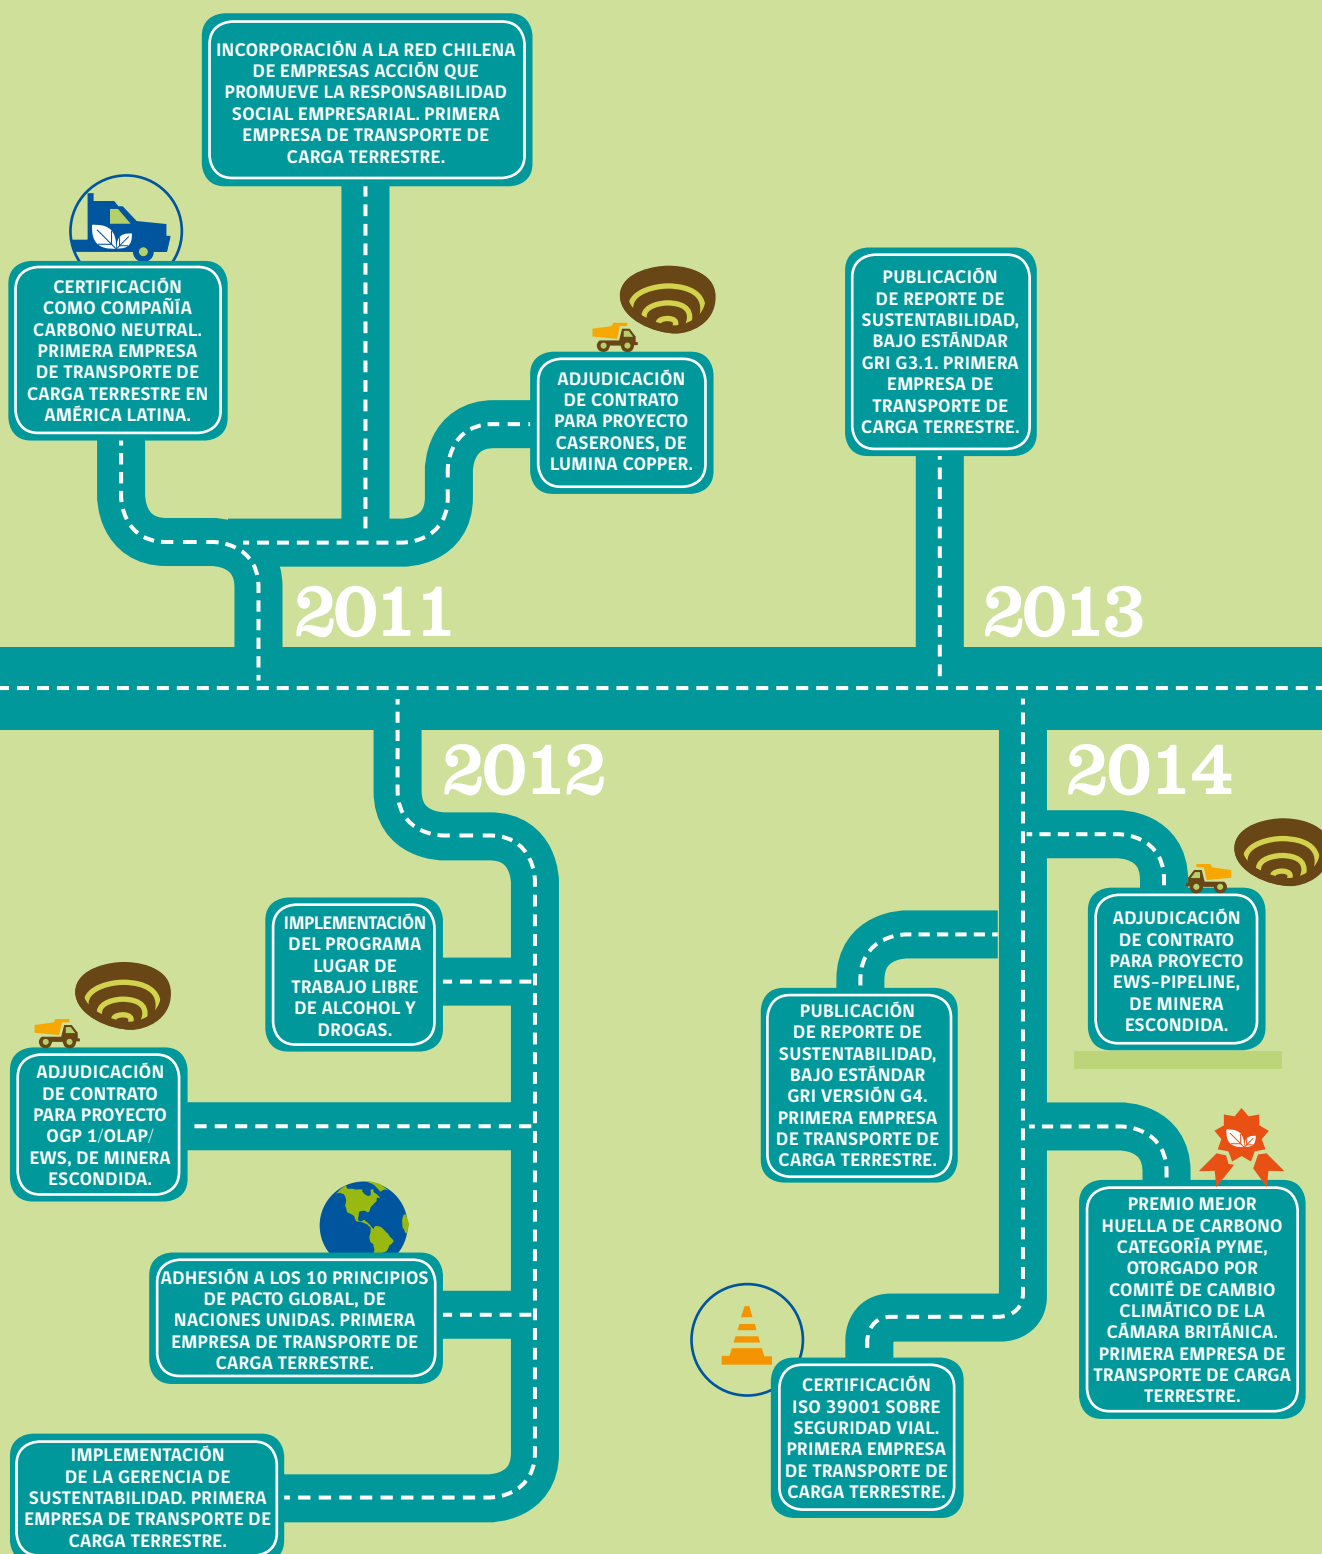 INCORPORACIÓN A LA RED CHILENA
DE EMPRESAS ACCIÓN QUE
PROMUEVE LA RESPONSABILIDAD
SOCIAL EMPRESARIAL. PRIMERA
EMPRESA DE TRANSPORTE DE
CARGA TERRESTRE.
CERTIFICACIÓN
COMO COMPAÑÍA
CARBONO NEUTRAL.
PRIMERA EMPRESA
DE TRANSPORTE DE
CARGA TERRESTRE EN
AMÉRICA LATINA.
ADJUDICACIÓN
DE CONTRATO
PARA PROYECTO
CASERONES, DE
LUMINA COPPER.
2011
PUBLICACIÓN
DE REPORTE DE
SUSTENTABILIDAD,
BAJO ESTÁNDAR
GRI G3.1. PRIMERA
EMPRESA DE
TRANSPORTE DE
CARGA TERRESTRE.
2013
2012
IMPLEMENTACIÓN
DEL PROGRAMA
LUGAR DE
TRABAJO LIBRE
DE ALCOHOL Y
DROGAS.
ADJUDICACIÓN
DE CONTRATO
PARA PROYECTO
OGP 1/OLAP/
EWS, DE MINERA
ESCONDIDA.
ADHESIÓN A LOS 10 PRINCIPIOS
DE PACTO GLOBAL, DE
NACIONES UNIDAS. PRIMERA
EMPRESA DE TRANSPORTE DE
CARGA TERRESTRE.
IMPLEMENTACIÓN
DE LA GERENCIA DE
SUSTENTABILIDAD. PRIMERA
EMPRESA DE TRANSPORTE DE
CARGA TERRESTRE.
2014
ADJUDICACIÓN
DE CONTRATO
PARA PROYECTO
EWS-PIPELINE,
DE MINERA
ESCONDIDA.
PUBLICACIÓN
DE REPORTE DE
SUSTENTABILIDAD,
BAJO ESTÁNDAR
GRI VERSIÓN G4.
PRIMERA EMPRESA
DE TRANSPORTE DE
CARGA TERRESTRE.
PREMIO MEJOR
HUELLA DE CARBONO
CATEGORÍA PYME,
OTORGADO POR
COMITÉ DE CAMBIO
CLIMÁTICO DE LA
CÁMARA BRITÁNICA.
PRIMERA EMPRESA DE
TRANSPORTE DE CARGA
TERRESTRE.
CERTIFICACIÓN
ISO 39001 SOBRE
SEGURIDAD VIAL.
PRIMERA EMPRESA
DE TRANSPORTE DE
CARGA TERRESTRE.